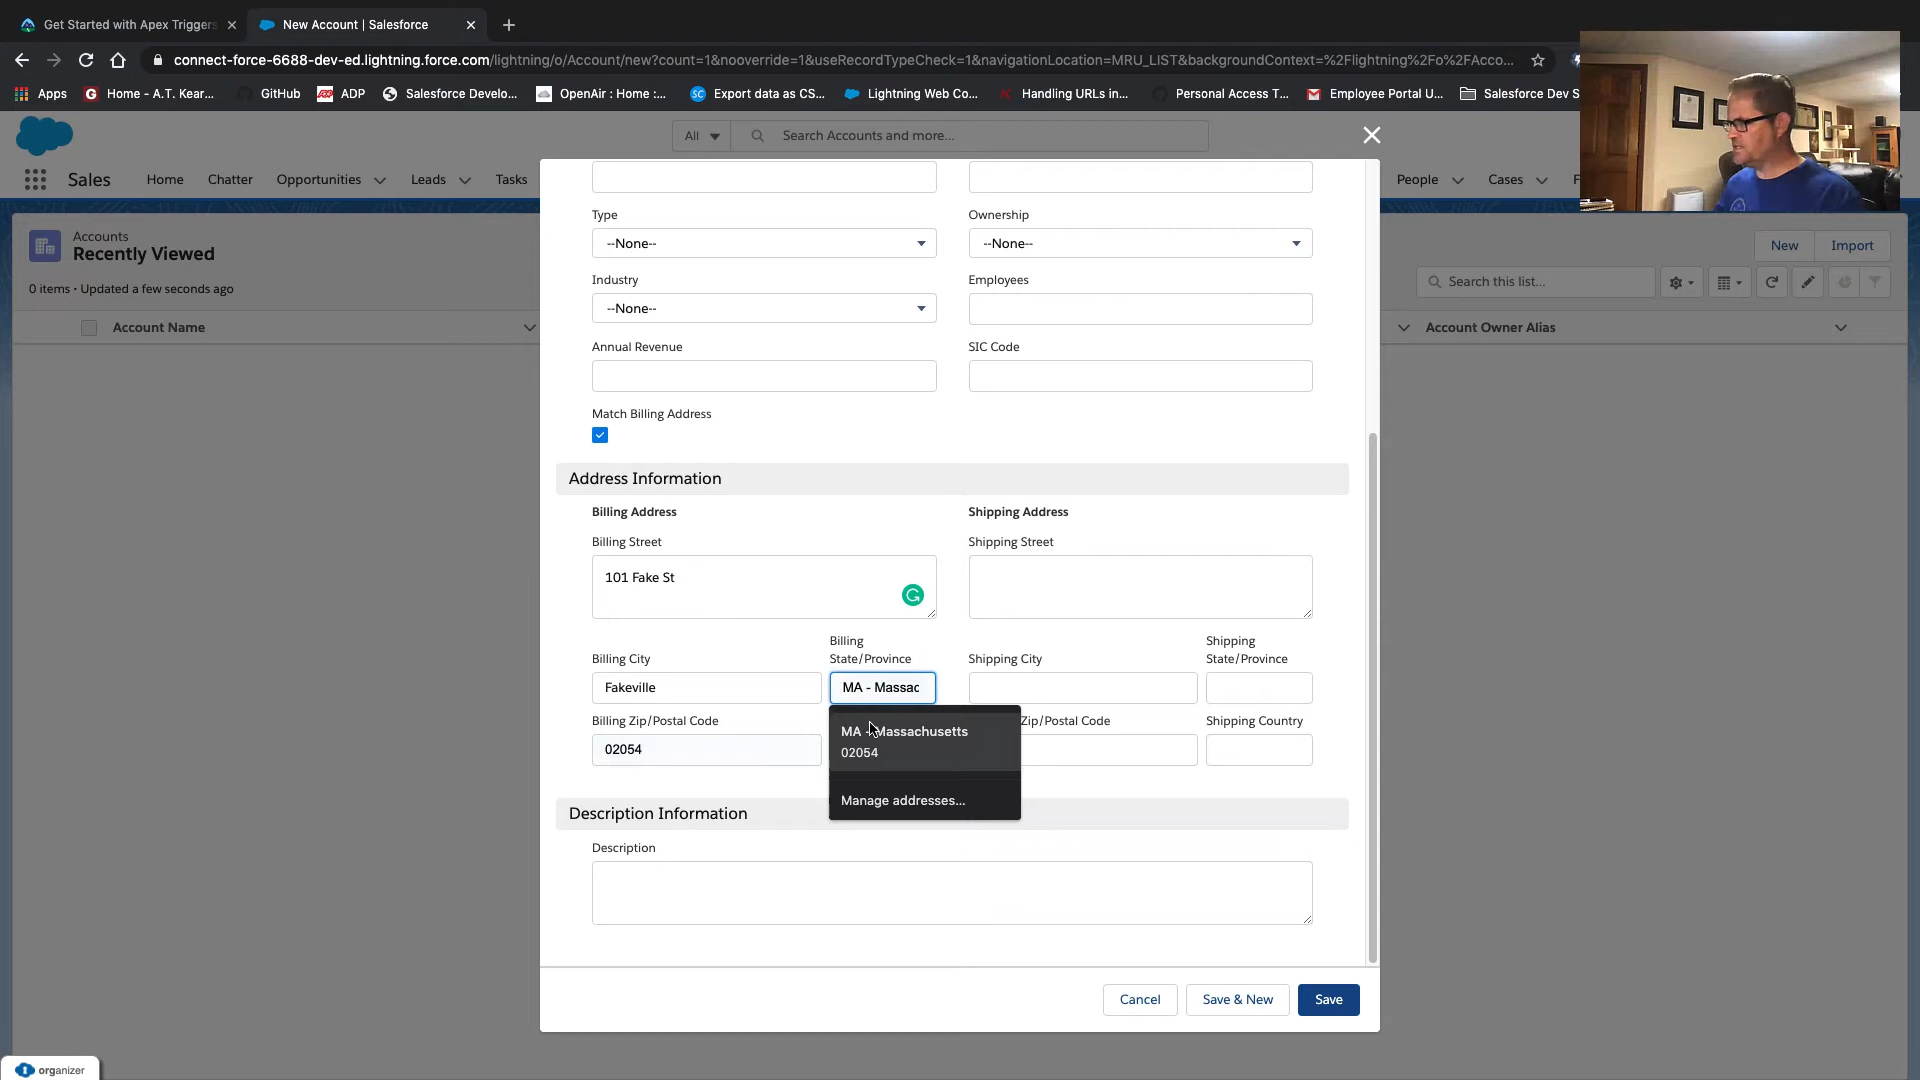 Get Started with Apex Triggers
New Account | Salesforce
connect-force-6688-dev-ed.lightning.force.com/lightning/o/Account/new?count=1&nooverride=1&useRecordTypeCheck=1&navigationLocation=MRU_LIST&backgroundContext=%2Flightning%2Fo%2FAcco...
Apps
Home - A.T. Kear...
GitHub
ADP
Salesforce Develo...
OpenAir : Home :...
Export data as CS...
Lightning Web Co...
Handling URLs in...
Personal Access T...
Employee Portal U...
Salesforce Dev S
All
Search Accounts and more...
Sales
Home
Chatter
Opportunities
Leads
Tasks
People
Cases
Accounts
Recently Viewed
New
Import
0 items • Updated a few seconds ago
Search this list...
Account Name
Account Owner Alias
Type
Ownership
--None--
--None--
Industry
Employees
--None--
Annual Revenue
SIC Code
Match Billing Address
Address Information
Billing Address
Shipping Address
Billing Street
Shipping Street
101 Fake St
Billing City
Billing
State/Province
Shipping City
Shipping
State/Province
Fakeville
MA - Massac
Billing Zip/Postal Code
Zip/Postal Code
Shipping Country
02054
MA - Massachusetts
02054
Manage addresses...
Description Information
Description
Cancel
Save & New
Save
organizer